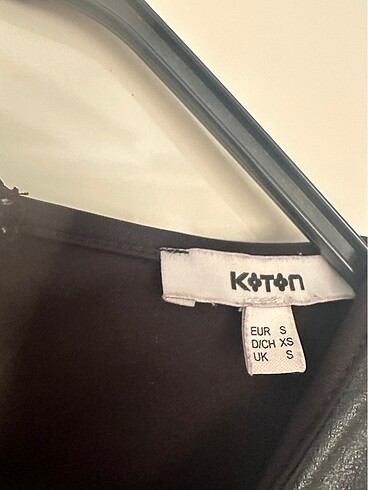 KOTON
EUR S
D/CH XS
UK S